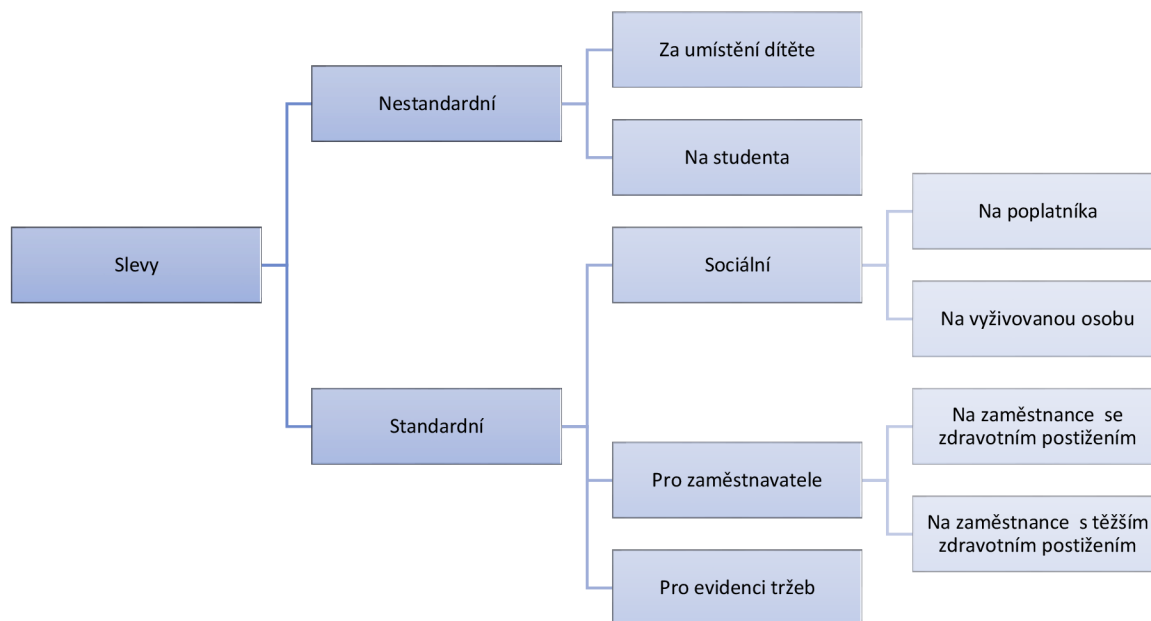 Slevy
Nestandardní
Za umístění dítěte
Na studenta
Standardní
Sociální
Na poplatníka
Na vyživovanou osobu
Pro zaměstnavatele
Na zaměstnance  se
zdravotním postižením
Na zaměstnance  s těžším
zdravotním postižením
Pro evidenci tržeb